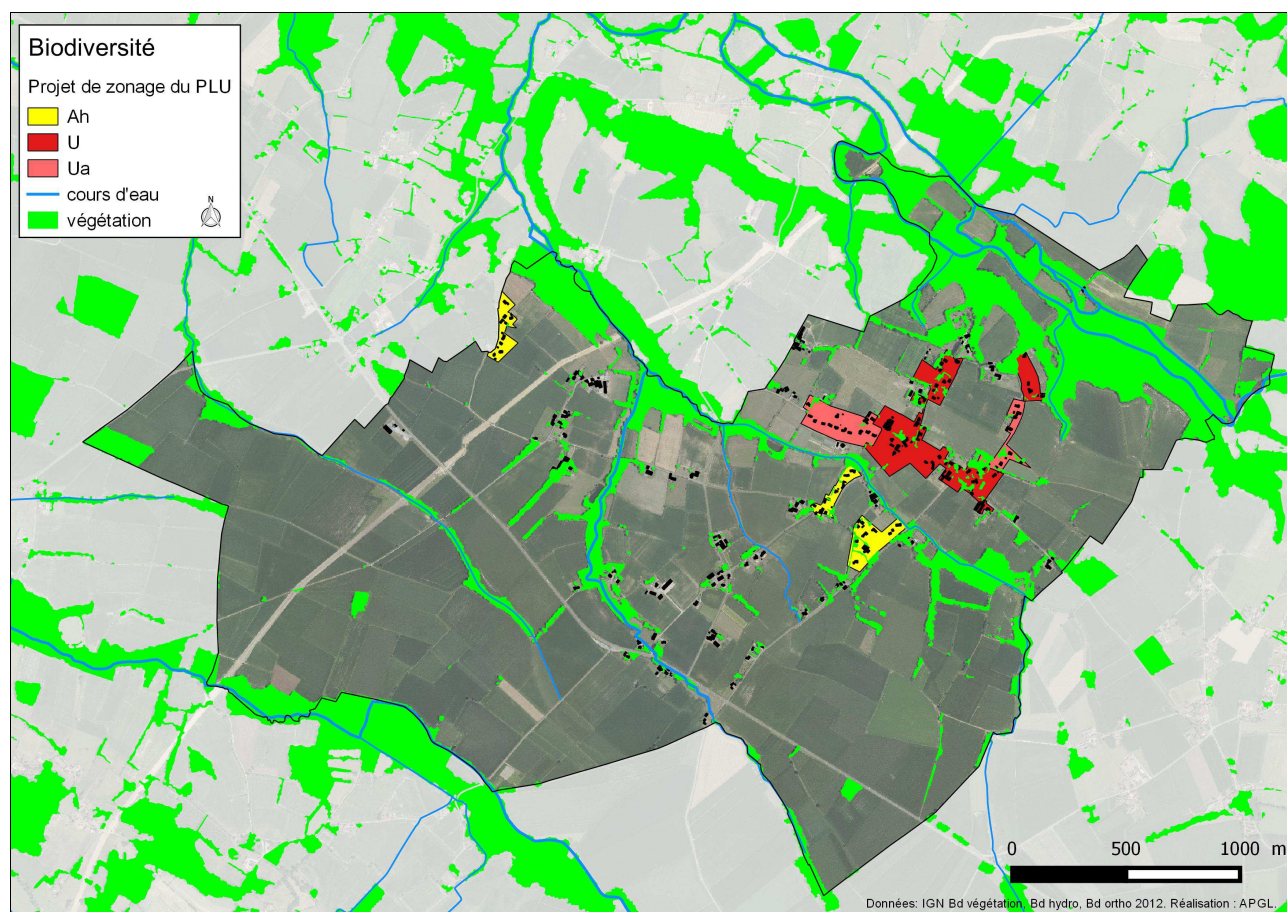 Biodiversité
Projet de zonage du PLU
Ah
U
Ua
cours d'eau
végétation
N
0 500 1000 m
Données: IGN Bd végétation, Bd hydro, Bd ortho 2012. Réalisation : APGL.